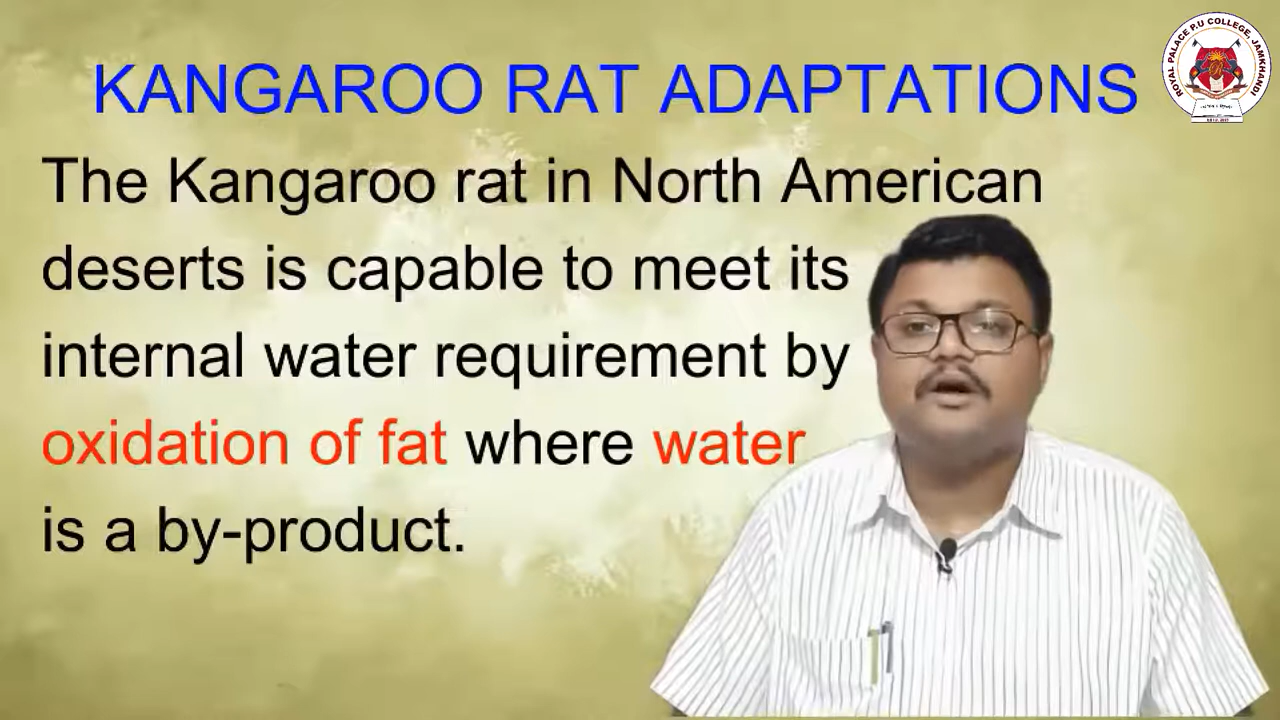 KANGAROO RAT ADAPTATIONS
The Kangaroo rat in North American
deserts is capable to meet its
internal water requirement by
oxidation of fat where water
is a by-product.
ROYAL PALACE P.U COLLEGE, JAMKHANDI